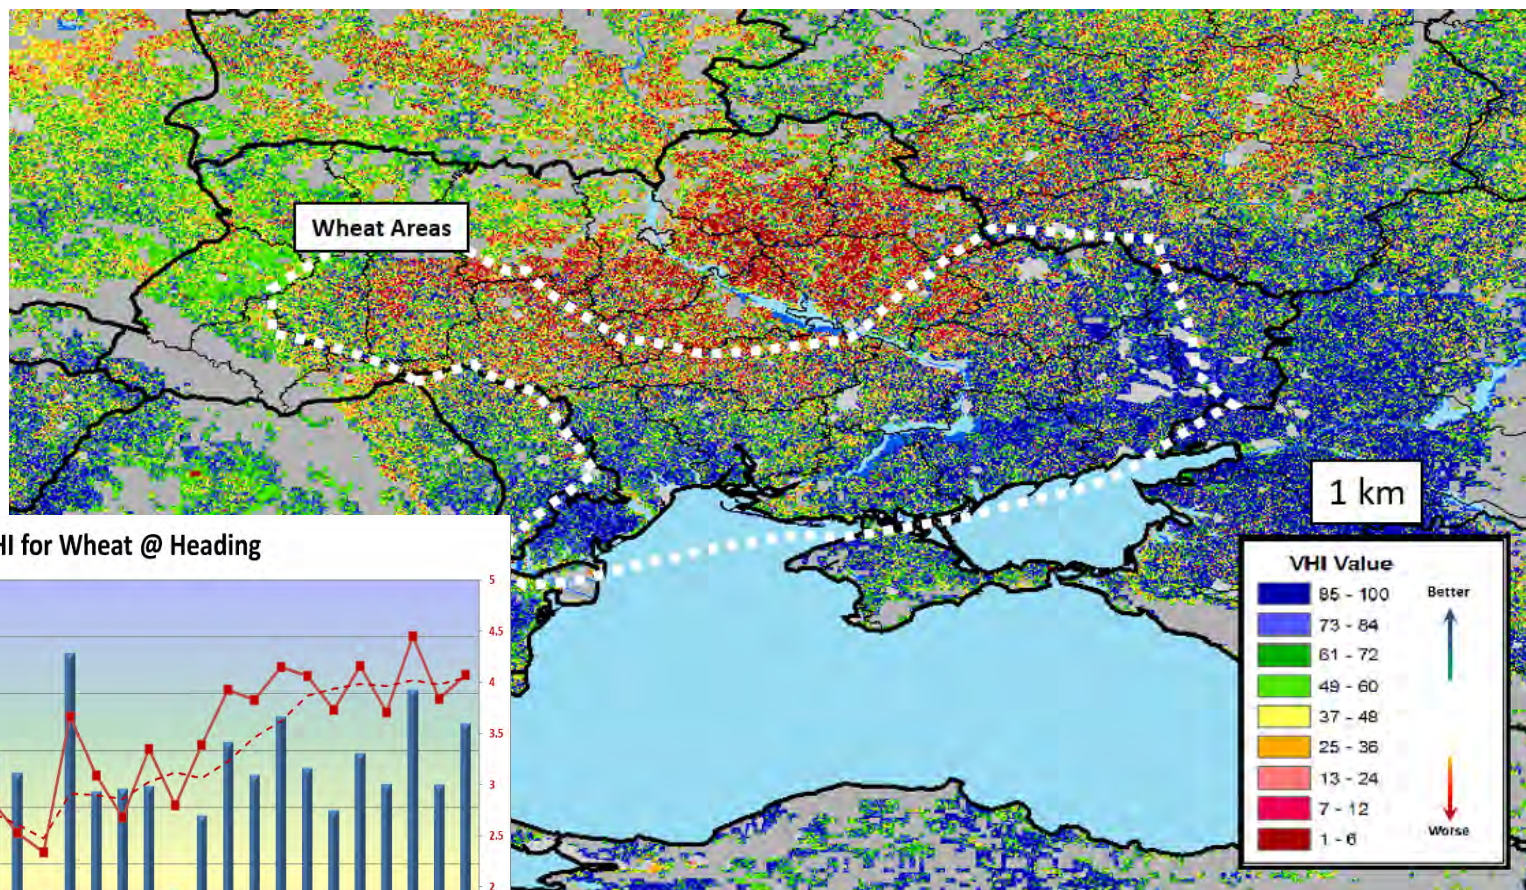 Wheat Areas
1 km
HI for Wheat @ Heading
5
4.5
4
3.5
3
2.5
2
VHI Value
85 - 100
73 - 84
61 - 72
49 - 60
37 - 48
25 - 36
13 - 24
7 - 12
1 - 6
Better
Worse